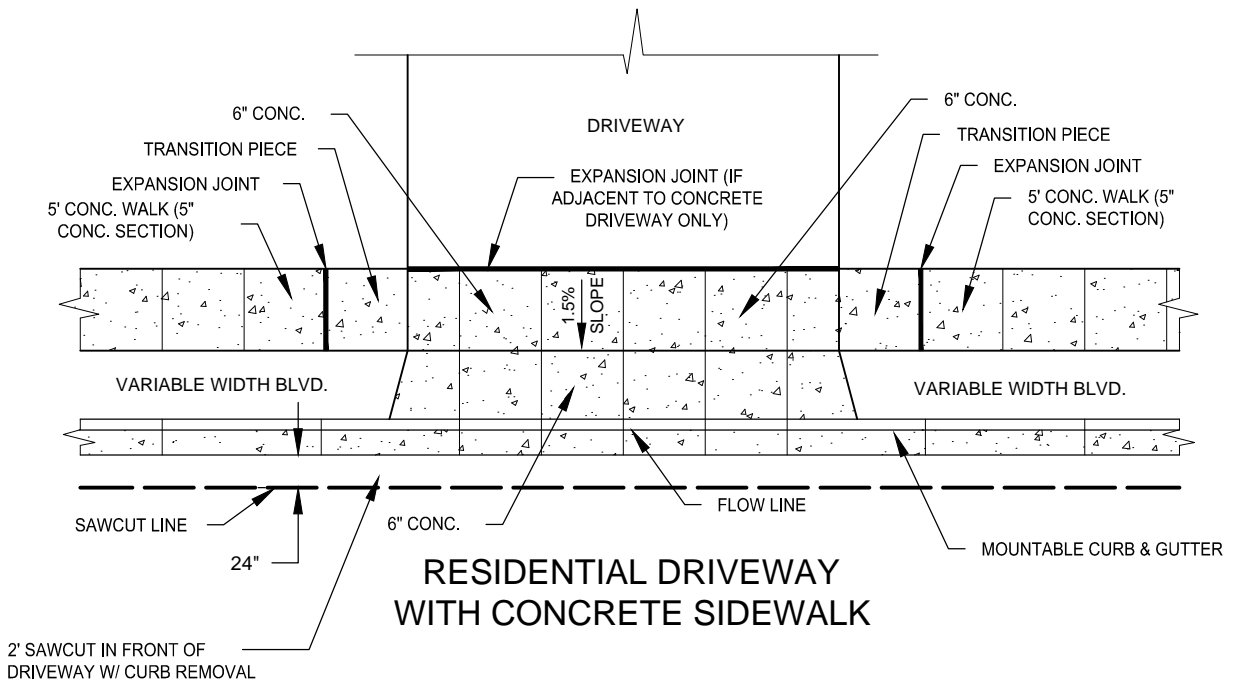 6" CONC.
TRANSITION PIECE
EXPANSION JOINT
5' CONC. WALK (5"
CONC. SECTION)
DRIVEWAY
EXPANSION JOINT (IF
ADJACENT TO CONCRETE
DRIVEWAY ONLY)
6" CONC.
TRANSITION PIECE
EXPANSION JOINT
5' CONC. WALK (5"
CONC. SECTION)
1.5%
SLOPE
VARIABLE WIDTH BLVD.
VARIABLE WIDTH BLVD.
SAWCUT LINE
24"
6" CONC.
FLOW LINE
MOUNTABLE CURB & GUTTER
RESIDENTIAL DRIVEWAY
WITH CONCRETE SIDEWALK
2' SAWCUT IN FRONT OF
DRIVEWAY W/ CURB REMOVAL